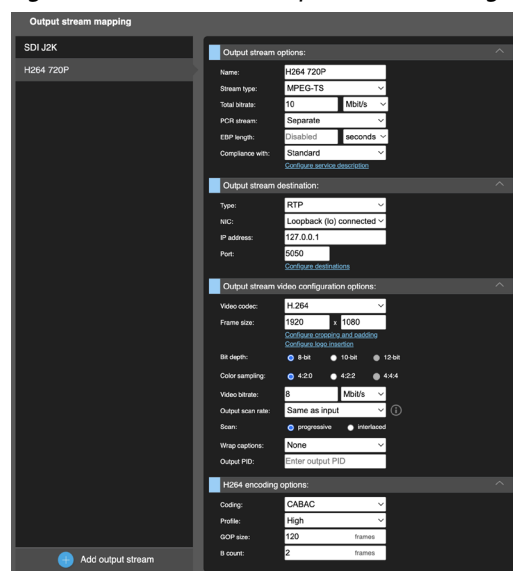 Output stream mapping
SDI J2K
H264 720P
Output stream options:
Name: H264 720P
Stream type: MPEG-TS
Total bitrate: 10 Mbit/s
PCR stream: Separate
EBP length: Disabled seconds
Compliance with: Standard
Configure service description
Output stream destination:
Type: RTP
NIC: Loopback (lo) connected
IP address: 127.0.0.1
Port: 5050
Configure destinations
Output stream video configuration options:
Video codec: H.264
Frame size: 1920 x 1080
Configure cropping and padding
Configure logo insertion
Bit depth: 8-bit 10-bit 12-bit
Color sampling: 4:2:0 4:2:2 4:4:4
Video bitrate: 8 Mbit/s
Output scan rate: Same as input
Scan: progressive interlaced
Wrap captions: None
Output PID: Enter output PID
H264 encoding options:
Coding: CABAC
Profile: High
GOP size: 120 frames
B count: 2 frames
Add output stream